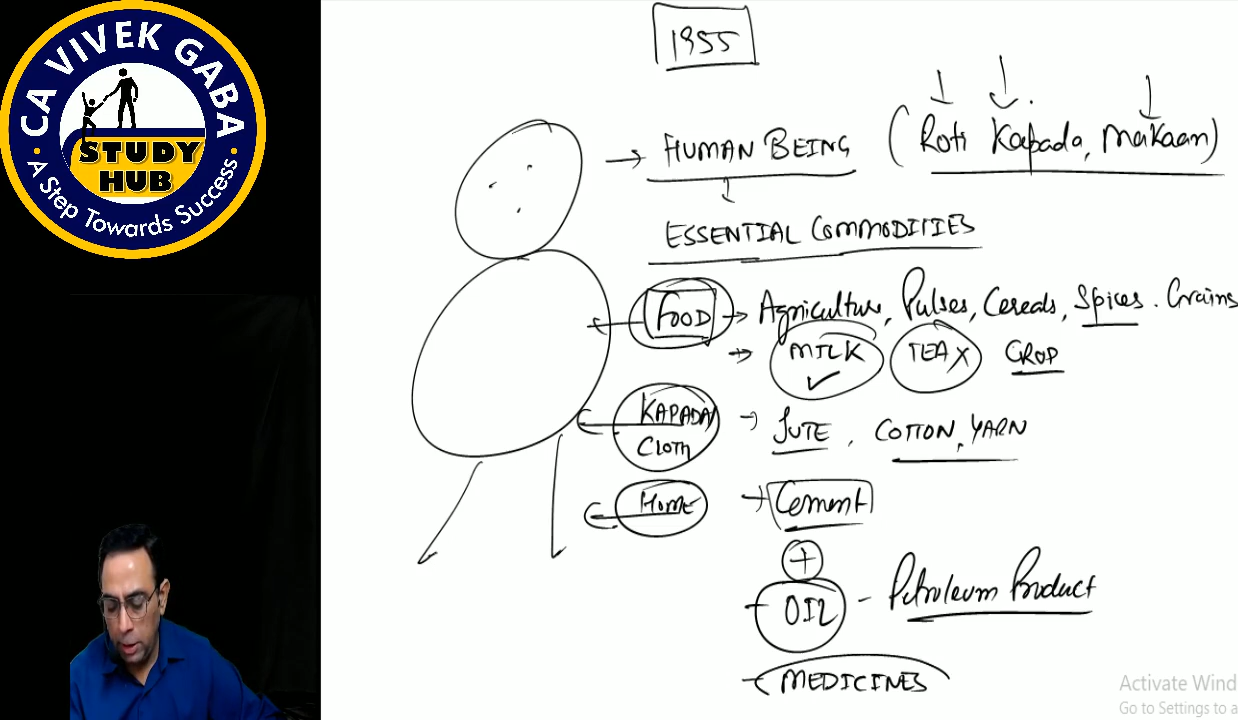 CA VIVEK GABA
STUDY
HUB
• A Step Towards Success •
1955
HUMAN BEING (Roti Kapada, Makaan)
ESSENTIAL COMMODITIES
FOOD → Agriculture, Pulses, Cereals, Spices. Grains
→ MILK ✓ TEA X CROP
KAPADA → JUTE, COTTON, YARN
CLOTH
HOME → Cement
+
OIL - Petroleum Product
MEDICINES
Activate Wind
Go to Settings to a